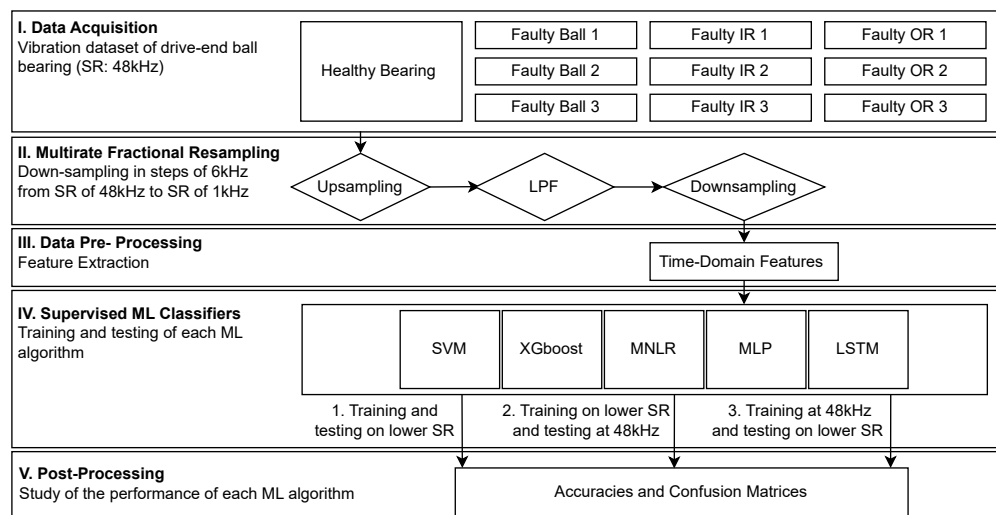 I. Data Acquisition
Vibration dataset of drive-end ball
bearing (SR: 48kHz)
Healthy Bearing
Faulty Ball 1
Faulty IR 1
Faulty OR 1
Faulty Ball 2
Faulty IR 2
Faulty OR 2
Faulty Ball 3
Faulty IR 3
Faulty OR 3
II. Multirate Fractional Resampling
Down-sampling in steps of 6kHz
from SR of 48kHz to SR of 1kHz
Upsampling
LPF
Downsampling
III. Data Pre- Processing
Feature Extraction
Time-Domain Features
IV. Supervised ML Classifiers
Training and testing of each ML
algorithm
SVM
XGboost
MNLR
MLP
LSTM
1. Training and
testing on lower SR
2. Training on lower SR
and testing at 48kHz
3. Training at 48kHz
and testing on lower SR
V. Post-Processing
Study of the performance of each ML algorithm
Accuracies and Confusion Matrices